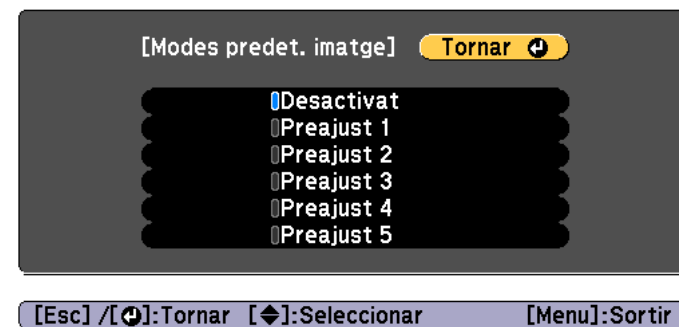 [Modes predet. imatge] Tornar
Desactivat
Preajust 1
Preajust 2
Preajust 3
Preajust 4
Preajust 5
[Esc] /[⏎]:Tornar [◆]:Seleccionar [Menu]:Sortir